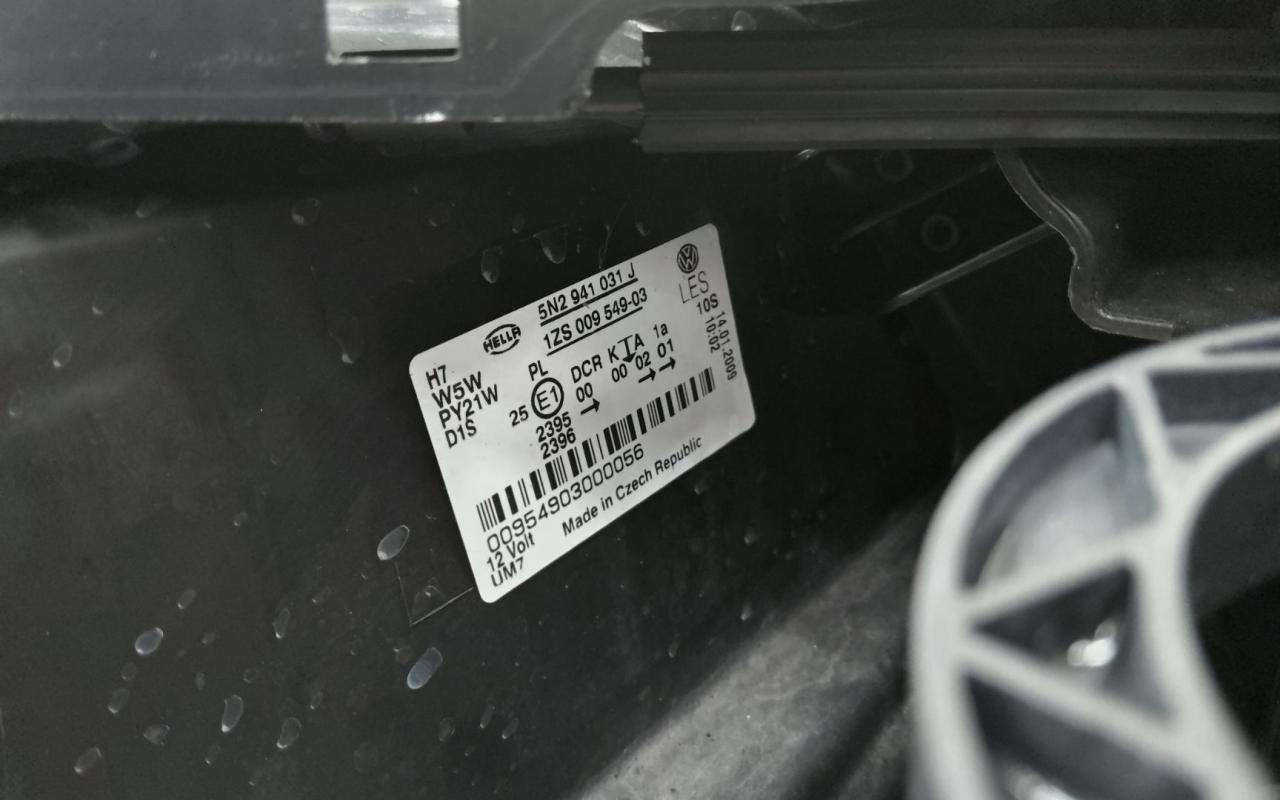 HELLA
5N2 941 031 J
1ZS 009 549-03
LES
10S 14.01.2009
10:02
H7
W5W
PY21W
D1S
PL
25 E1
2395
2396
DCR K A 1a
00 00 02 01
00954903000056
12 Volt
UM7
Made in Czech Republic